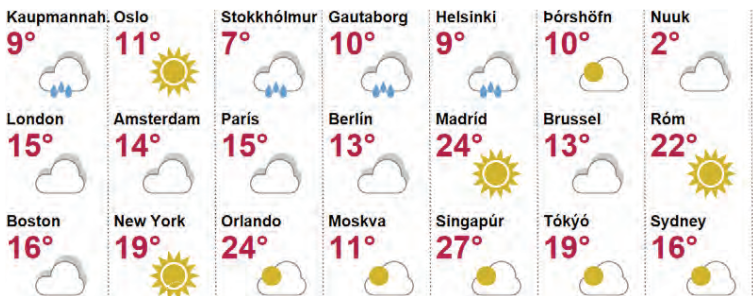 Kaupmannah. Oslo Stokkhólmur Gautaborg Helsinki Þórshöfn Nuuk
9° 11° 7° 10° 9° 10° 2°
London Amsterdam París Berlín Madríd Brussel Róm
15° 14° 15° 13° 24° 13° 22°
Boston New York Orlando Moskva Singapúr Tókýó Sydney
16° 19° 24° 11° 27° 19° 16°